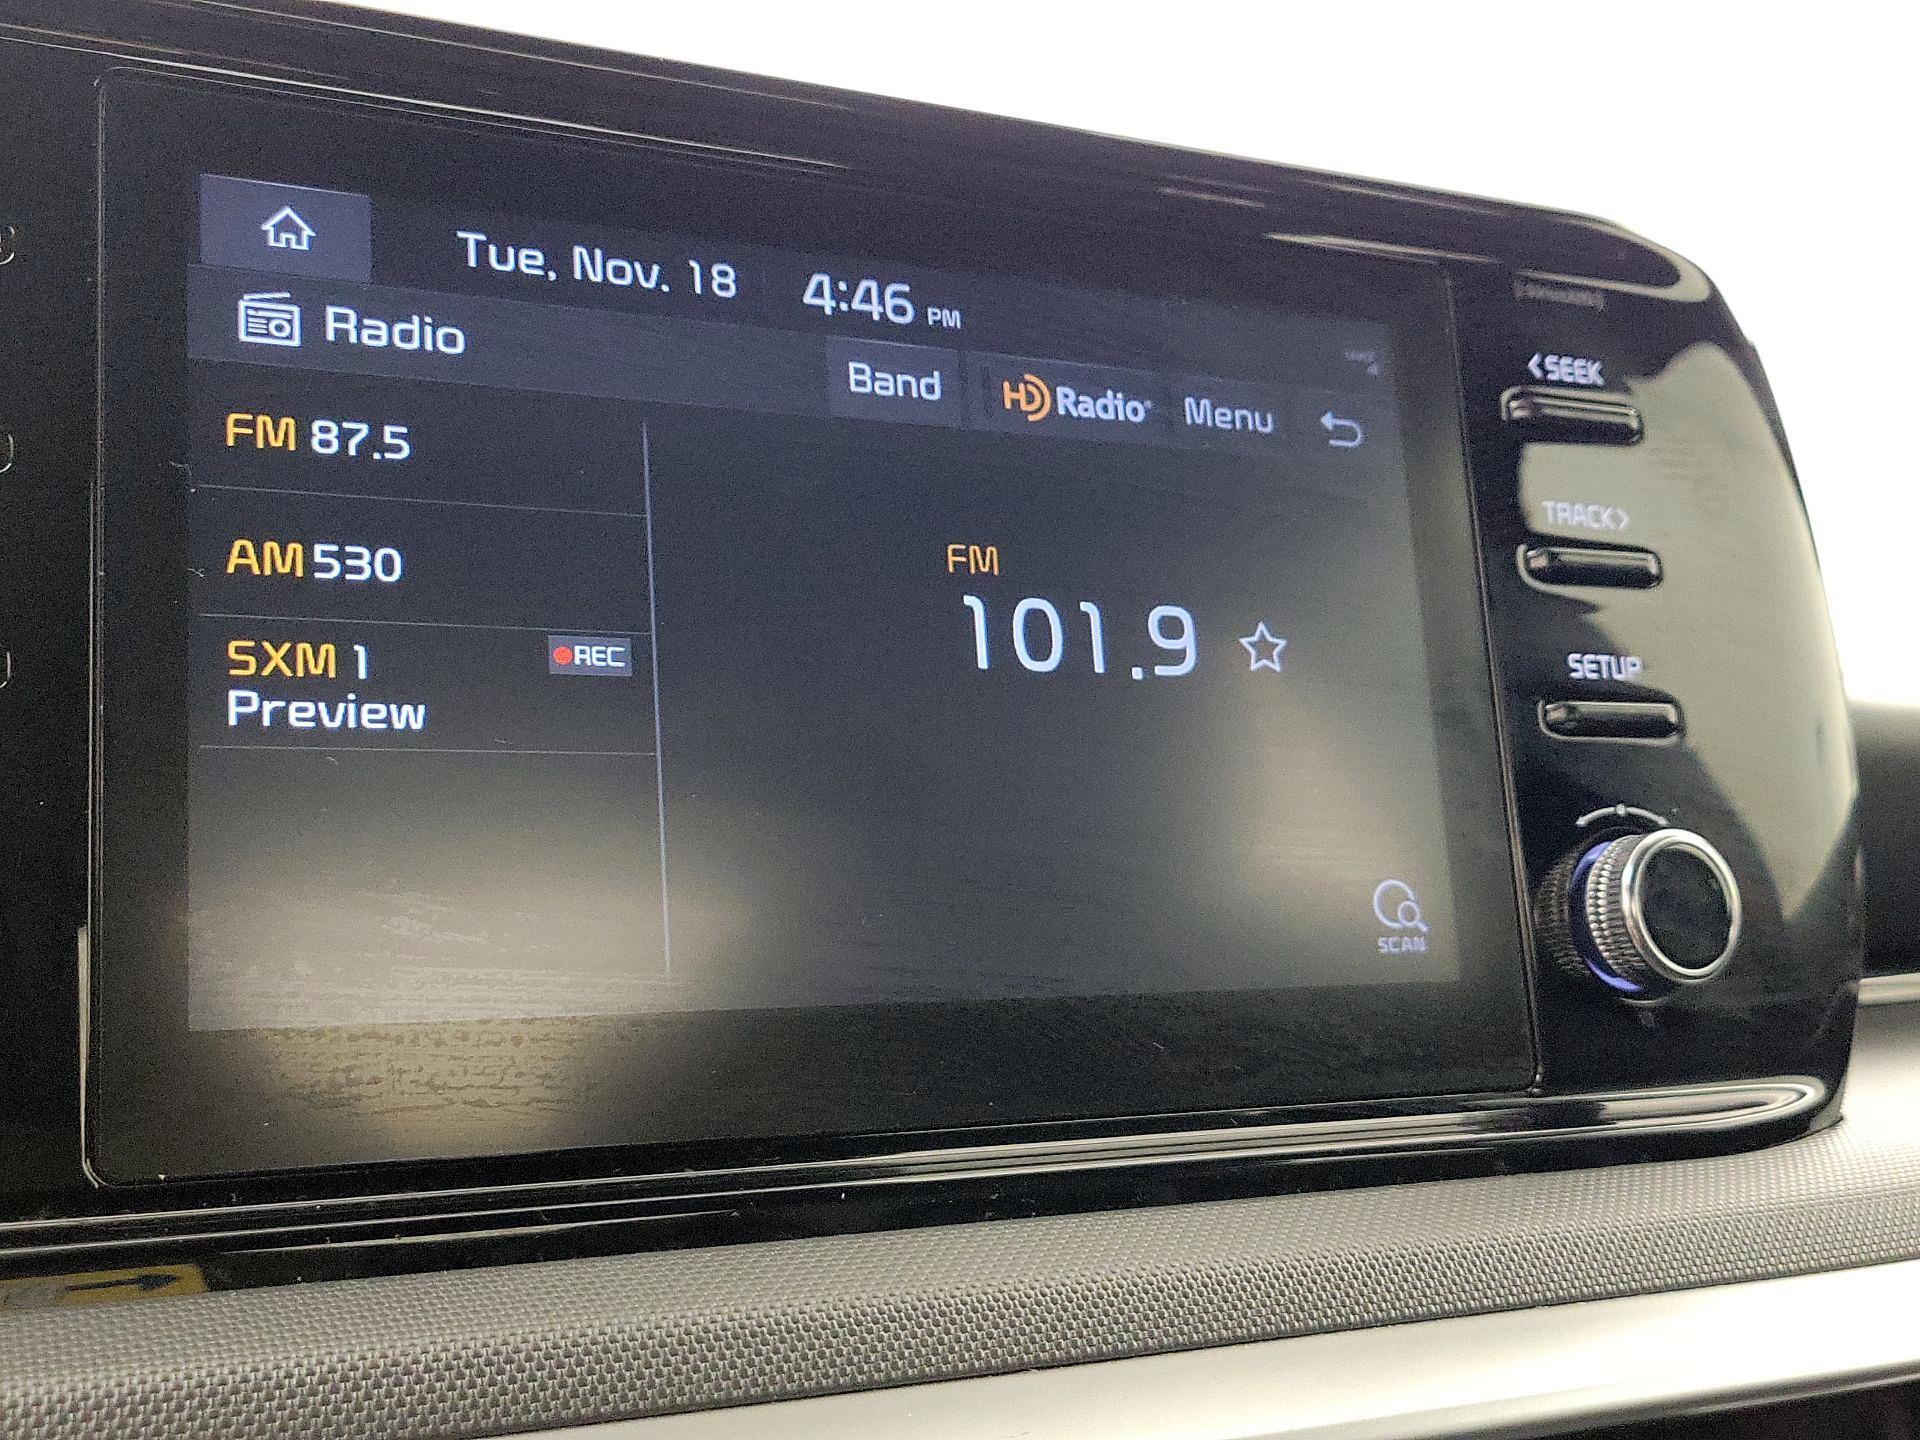 Tue, Nov. 18 4:46 PM
Radio
Band HD Radio® Menu
FM 87.5
AM 530
SXM 1 REC
Preview
FM
101.9
SCAN
<SEEK
TRACK>
SETUP